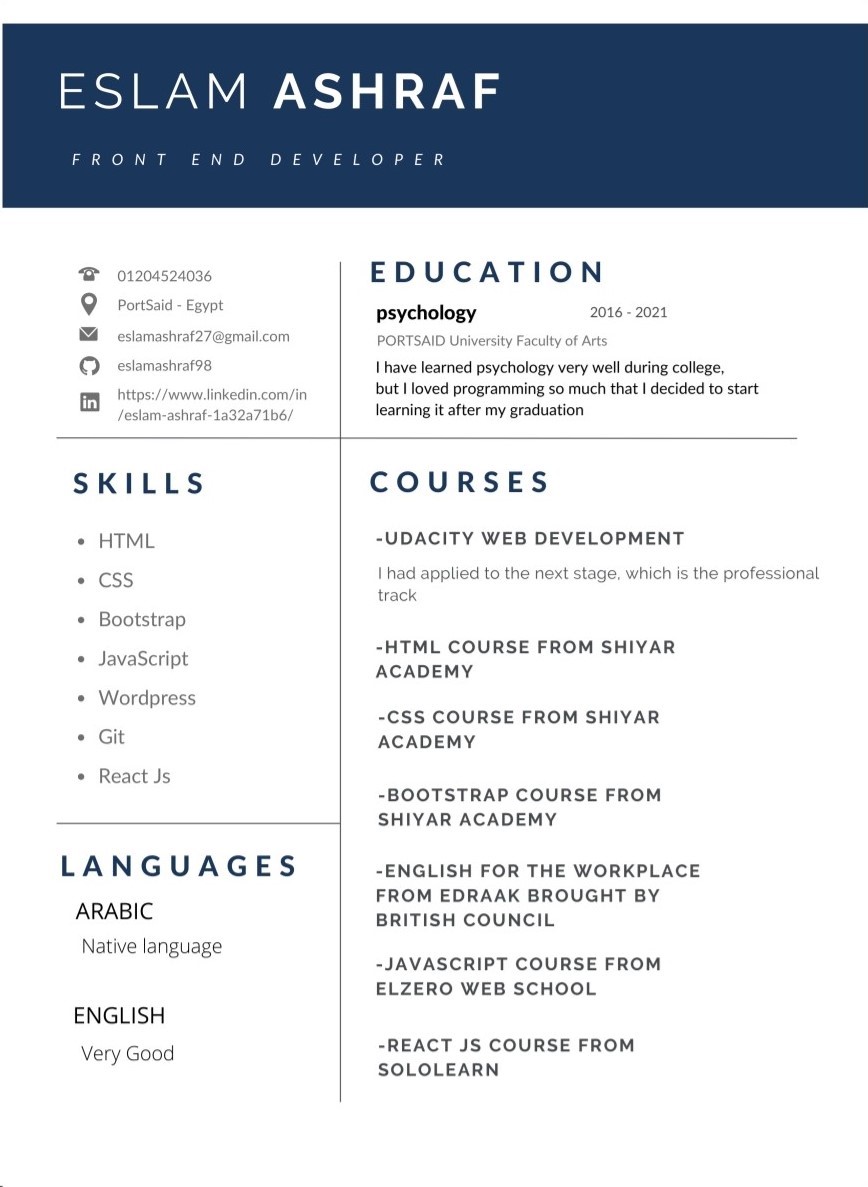 ESLAM ASHRAF
FRONT END DEVELOPER
01204524036
PortSaid - Egypt
eslamashraf27@gmail.com
eslamashraf98
https://www.linkedin.com/in
/eslam-ashraf-1a32a71b6/
EDUCATION
psychology 2016 - 2021
PORTSAID University Faculty of Arts
I have learned psychology very well during college,
but I loved programming so much that I decided to start
learning it after my graduation
SKILLS
• HTML
• CSS
• Bootstrap
• JavaScript
• Wordpress
• Git
• React Js
LANGUAGES
ARABIC
Native language
ENGLISH
Very Good
COURSES
-UDACITY WEB DEVELOPMENT
I had applied to the next stage, which is the professional
track
-HTML COURSE FROM SHIYAR
ACADEMY
-CSS COURSE FROM SHIYAR
ACADEMY
-BOOTSTRAP COURSE FROM
SHIYAR ACADEMY
-ENGLISH FOR THE WORKPLACE
FROM EDRAAK BROUGHT BY
BRITISH COUNCIL
-JAVASCRIPT COURSE FROM
ELZERO WEB SCHOOL
-REACT JS COURSE FROM
SOLOLEARN